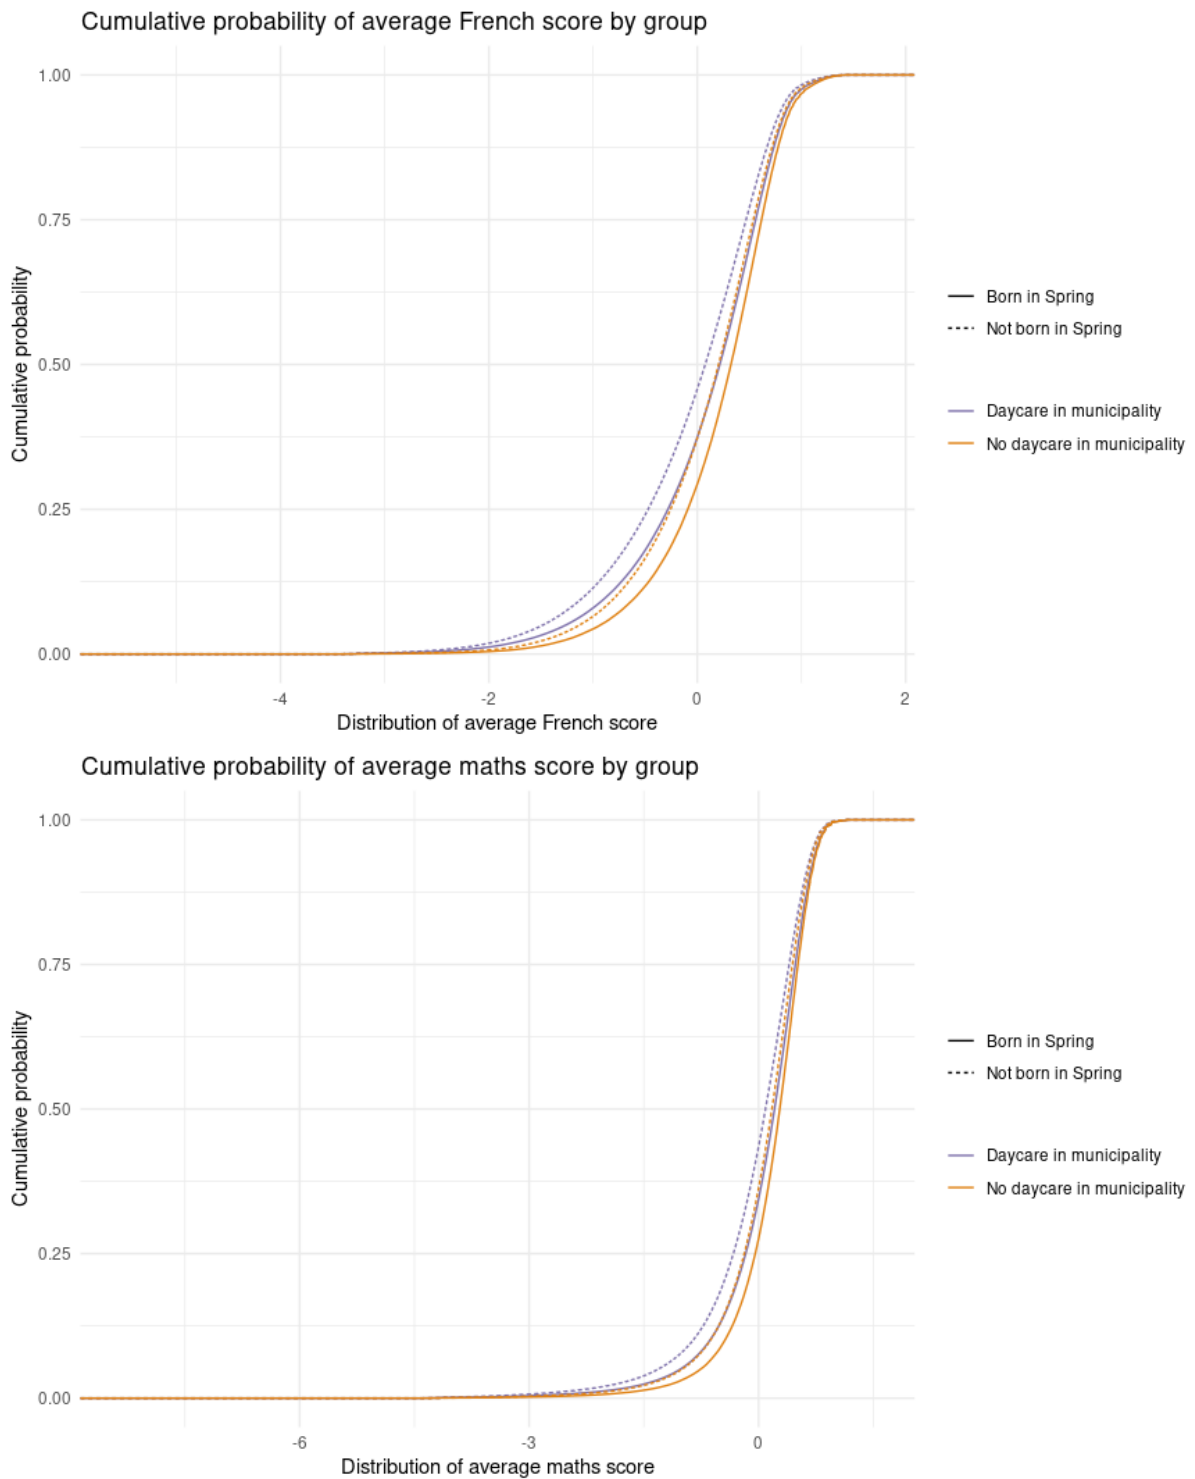 Cumulative probability of average French score by group
1.00
0.75
0.50
0.25
0.00
Cumulative probability
-4
-2
0
2
Distribution of average French score
Born in Spring
Not born in Spring
Daycare in municipality
No daycare in municipality
Cumulative probability of average maths score by group
1.00
0.75
0.50
0.25
0.00
Cumulative probability
-6
-3
0
Distribution of average maths score
Born in Spring
Not born in Spring
Daycare in municipality
No daycare in municipality